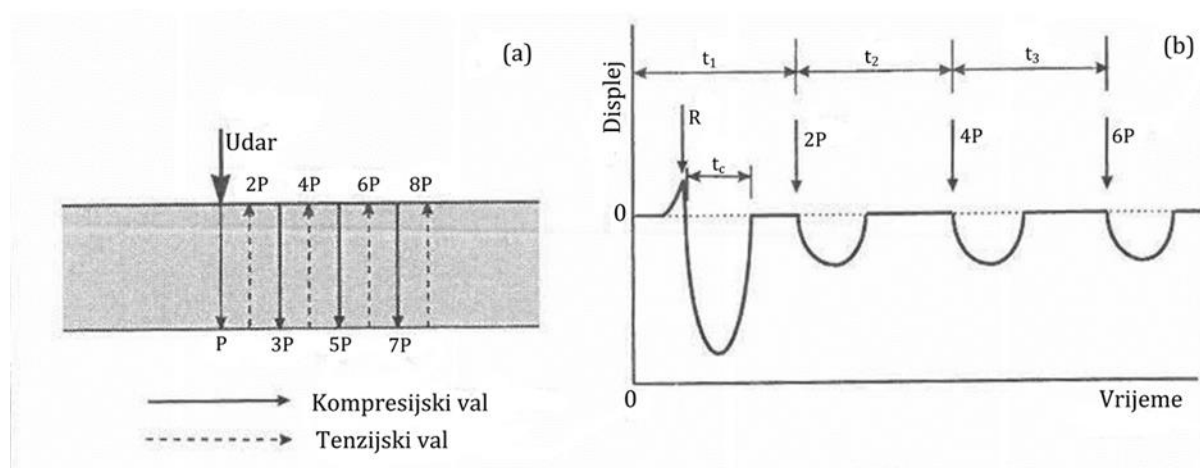 (a)
Udar
2P 4P 6P 8P
P 3P 5P 7P
Kompresijski val
Tenzijski val
(b)
Displej
t₁ t₂ t₃
R
2P
4P
6P
t_c
0
0
Vrijeme